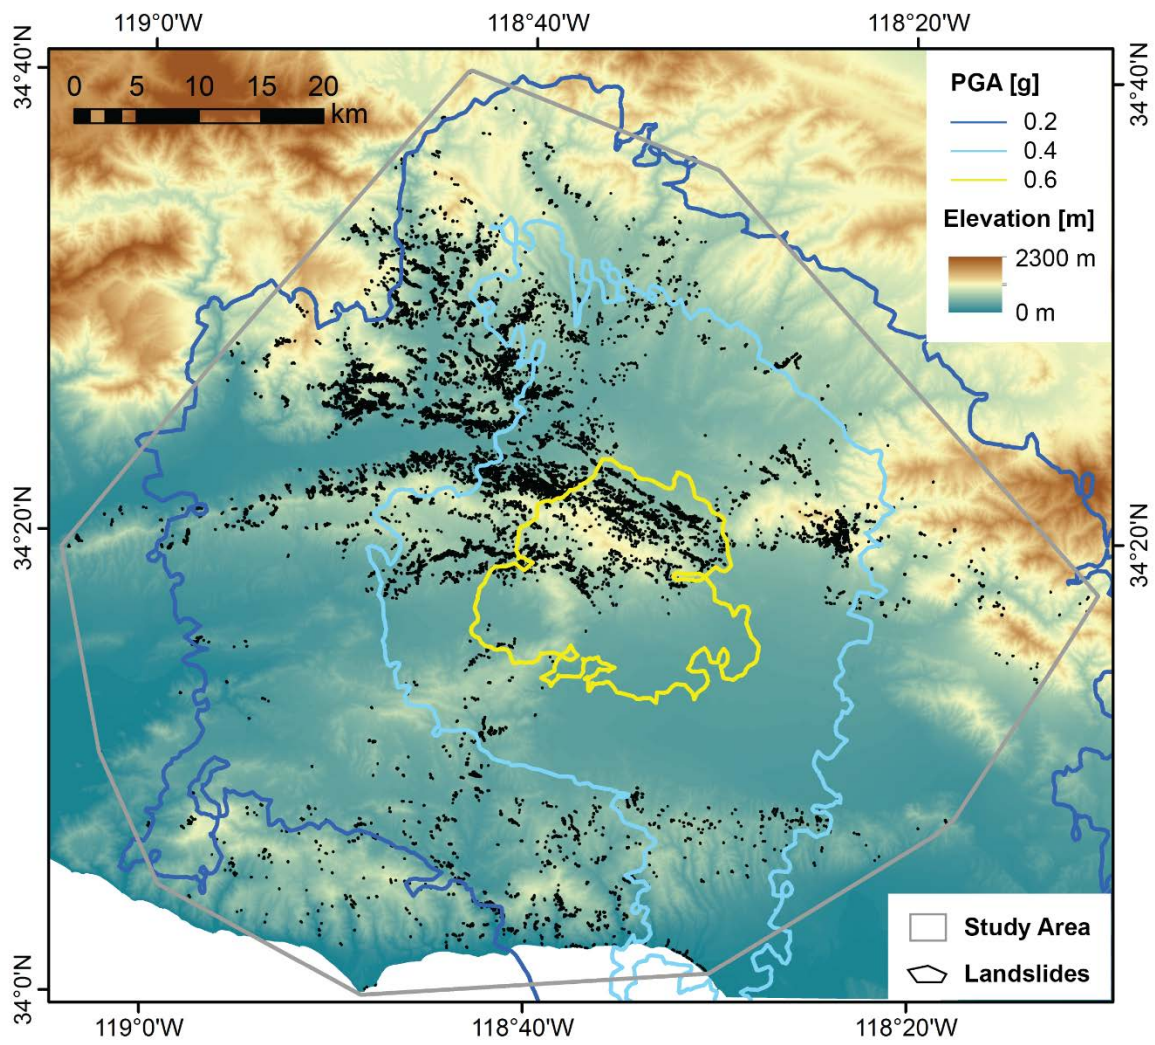 119°0'W 118°40'W 118°20'W
34°40'N
34°40'N
0 5 10 15 20
km
PGA [g]
0.2
0.4
0.6
Elevation [m]
2300 m
0 m
34°20'N
34°20'N
Study Area
Landslides
34°0'N
119°0'W 118°40'W 118°20'W